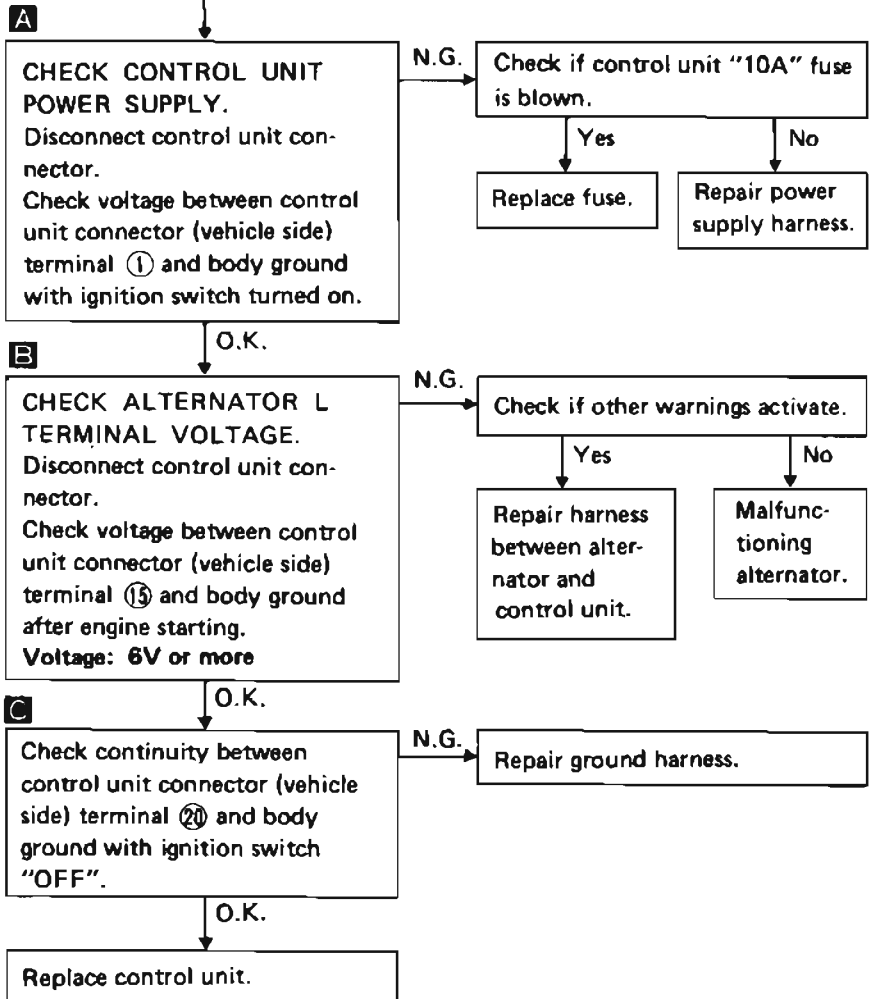 A
CHECK CONTROL UNIT
POWER SUPPLY.
Disconnect control unit con-
nector.
Check voltage between control
unit connector (vehicle side)
terminal ① and body ground
with ignition switch turned on.
N.G.
Check if control unit "10A" fuse
is blown.
Yes
No
Replace fuse.
Repair power
supply harness.
O.K.
B
CHECK ALTERNATOR L
TERMINAL VOLTAGE.
Disconnect control unit con-
nector.
Check voltage between control
unit connector (vehicle side)
terminal ⑮ and body ground
after engine starting.
Voltage: 6V or more
N.G.
Check if other warnings activate.
Yes
No
Repair harness
between alter-
nator and
control unit.
Malfunc-
tioning
alternator.
O.K.
C
Check continuity between
control unit connector (vehicle
side) terminal ⑳ and body
ground with ignition switch
"OFF".
N.G.
Repair ground harness.
O.K.
Replace control unit.